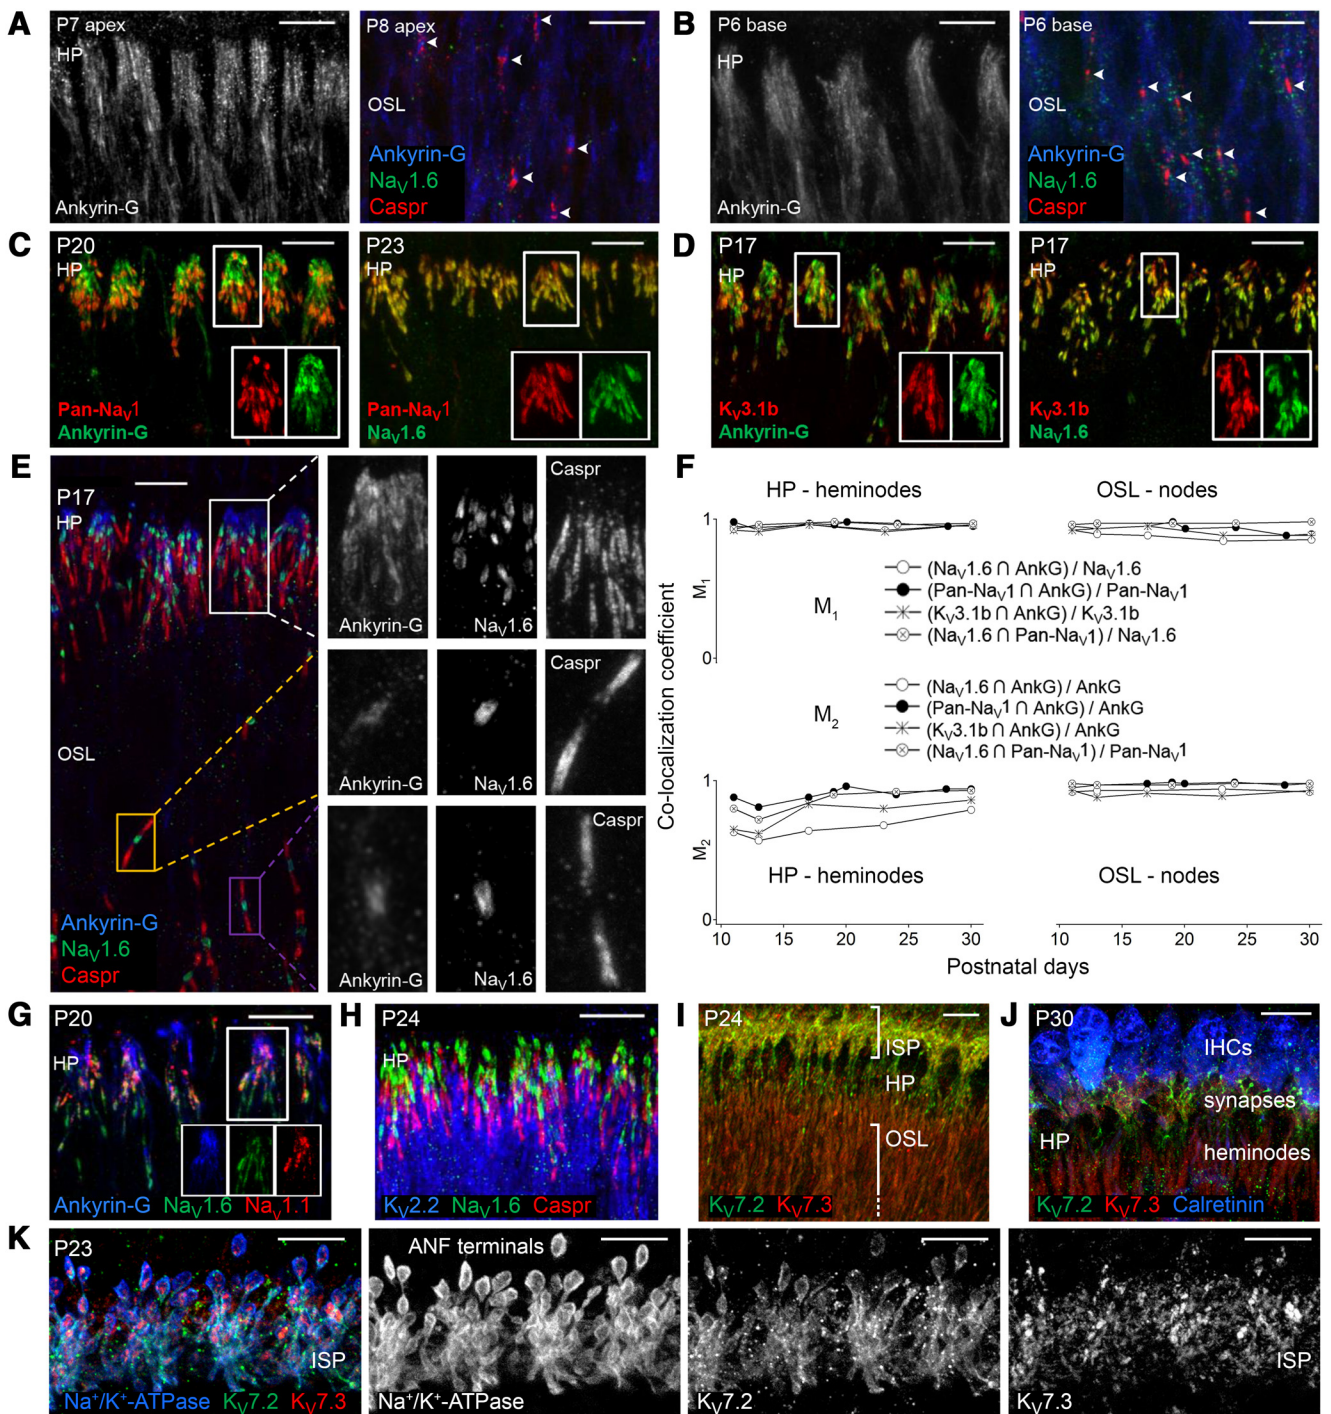 A
P7 apex
HP
Ankyrin-G
P8 apex
OSL
Ankyrin-G
NaV1.6
Caspr
B
P6 base
HP
Ankyrin-G
P6 base
OSL
Ankyrin-G
NaV1.6
Caspr
C
P20
HP
Pan-NaV1
Ankyrin-G
P23
HP
Pan-NaV1
NaV1.6
D
P17
HP
KV3.1b
Ankyrin-G
P17
HP
KV3.1b
NaV1.6
E
P17
HP
OSL
Ankyrin-G
NaV1.6
Caspr
Ankyrin-G
NaV1.6
Caspr
Ankyrin-G
NaV1.6
Caspr
Ankyrin-G
NaV1.6
Caspr
F
HP - heminodes
OSL - nodes
Co-localization coefficient
1
M1
0
M1
(NaV1.6 ∩ AnkG) / NaV1.6
(Pan-NaV1 ∩ AnkG) / Pan-NaV1
(KV3.1b ∩ AnkG) / KV3.1b
(NaV1.6 ∩ Pan-NaV1) / NaV1.6
M2
(NaV1.6 ∩ AnkG) / AnkG
(Pan-NaV1 ∩ AnkG) / AnkG
(KV3.1b ∩ AnkG) / AnkG
(NaV1.6 ∩ Pan-NaV1) / Pan-NaV1
1
M2
0
HP - heminodes
OSL - nodes
10 15 20 25 30
10 15 20 25 30
Postnatal days
G
P20
HP
Ankyrin-G NaV1.6 NaV1.1
H
P24
HP
KV2.2 NaV1.6 Caspr
I
P24
ISP
HP
OSL
KV7.2 KV7.3
J
P30
IHCs
synapses
HP
heminodes
KV7.2 KV7.3 Calretinin
K
P23
ISP
Na+/K+-ATPase KV7.2 KV7.3
ANF terminals
Na+/K+-ATPase
KV7.2
ISP
KV7.3